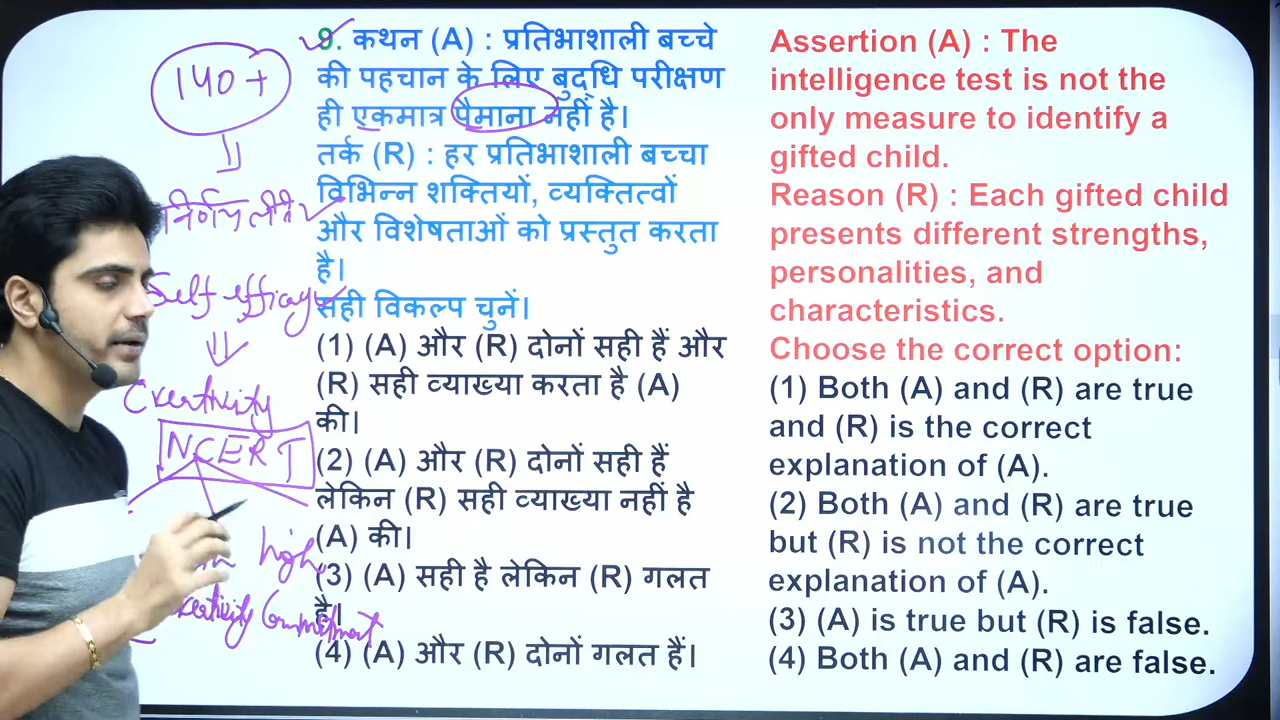 140+
निर्णय लेने
Self efficacy
Creativity
NCERT
high
Creativity Commitment
9. कथन (A) : प्रतिभाशाली बच्चे
की पहचान के लिए बुद्धि परीक्षण
ही एकमात्र पैमाना नहीं है।
तर्क (R) : हर प्रतिभाशाली बच्चा
विभिन्न शक्तियों, व्यक्तित्वों
और विशेषताओं को प्रस्तुत करता
है।
सही विकल्प चुनें।
(1) (A) और (R) दोनों सही हैं और
(R) सही व्याख्या करता है (A)
की।
(2) (A) और (R) दोनों सही हैं
लेकिन (R) सही व्याख्या नहीं है
(A) की।
(3) (A) सही है लेकिन (R) गलत
है।
(4) (A) और (R) दोनों गलत हैं।
Assertion (A) : The
intelligence test is not the
only measure to identify a
gifted child.
Reason (R) : Each gifted child
presents different strengths,
personalities, and
characteristics.
Choose the correct option:
(1) Both (A) and (R) are true
and (R) is the correct
explanation of (A).
(2) Both (A) and (R) are true
but (R) is not the correct
explanation of (A).
(3) (A) is true but (R) is false.
(4) Both (A) and (R) are false.